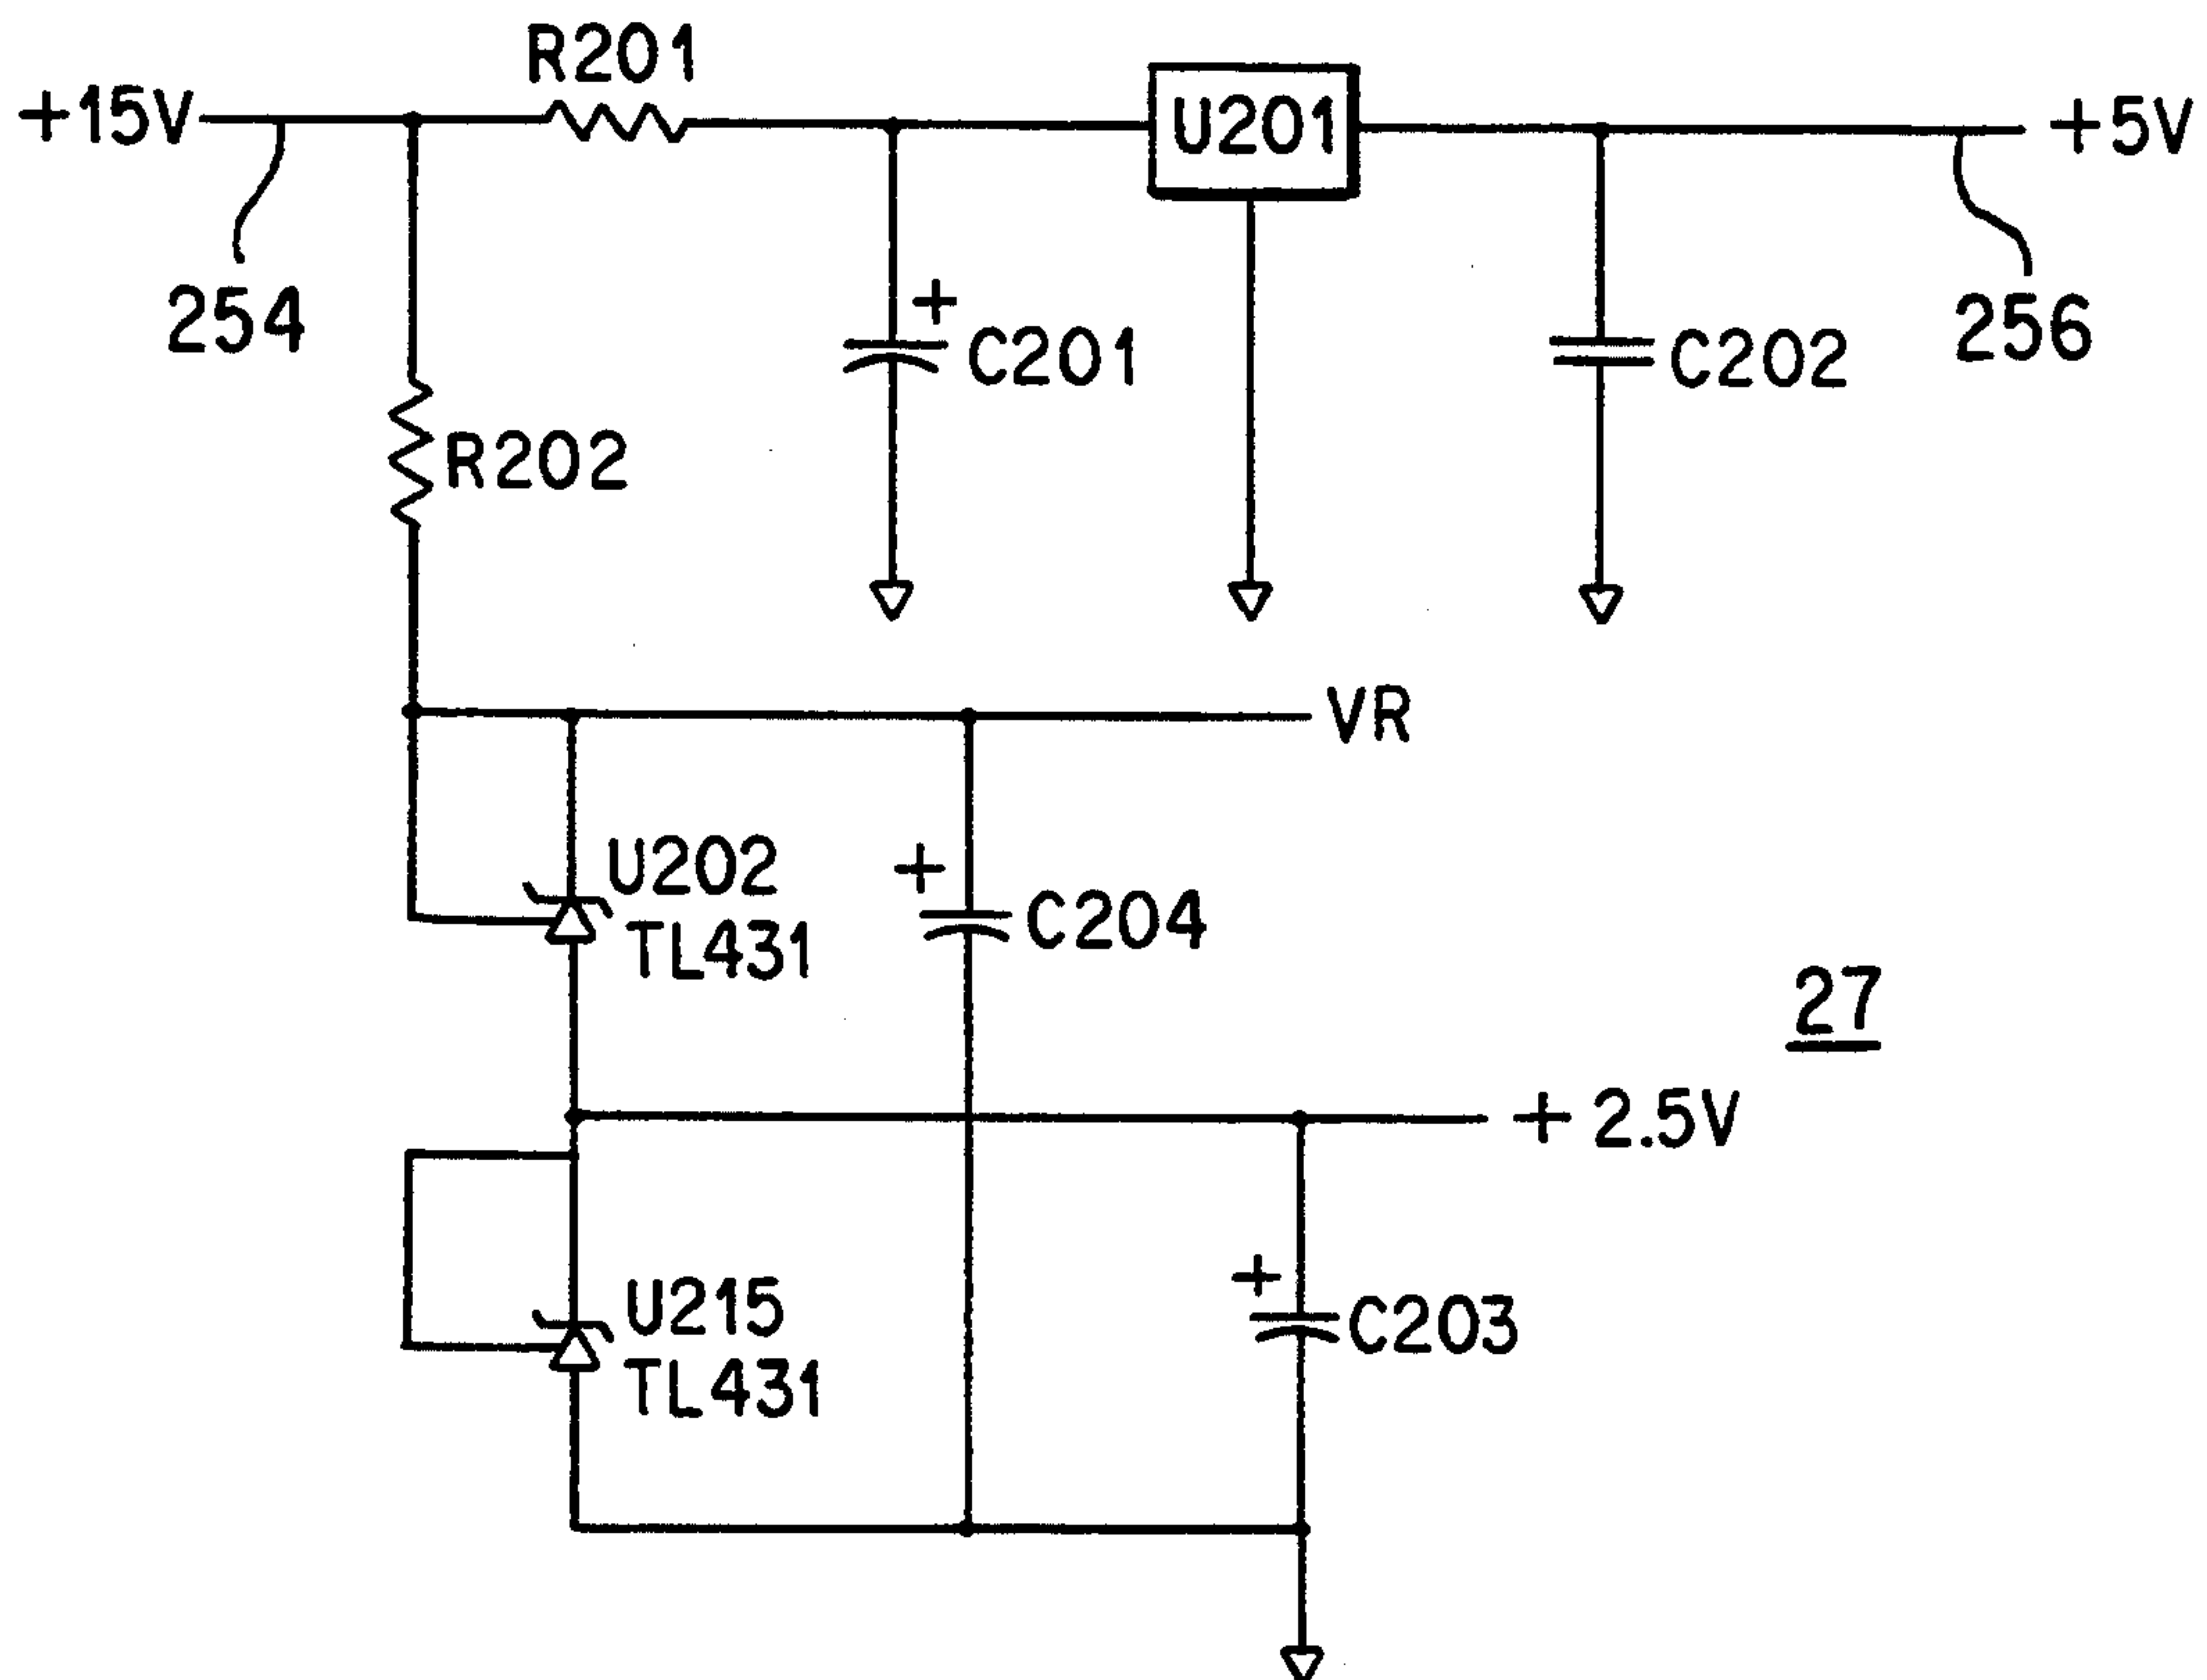 R201
+15V
U201
+5V
254
+
C201
C202
256
R202
VR
U202
TL431
+
C204
27
+ 2.5V
U215
TL431
+
C203